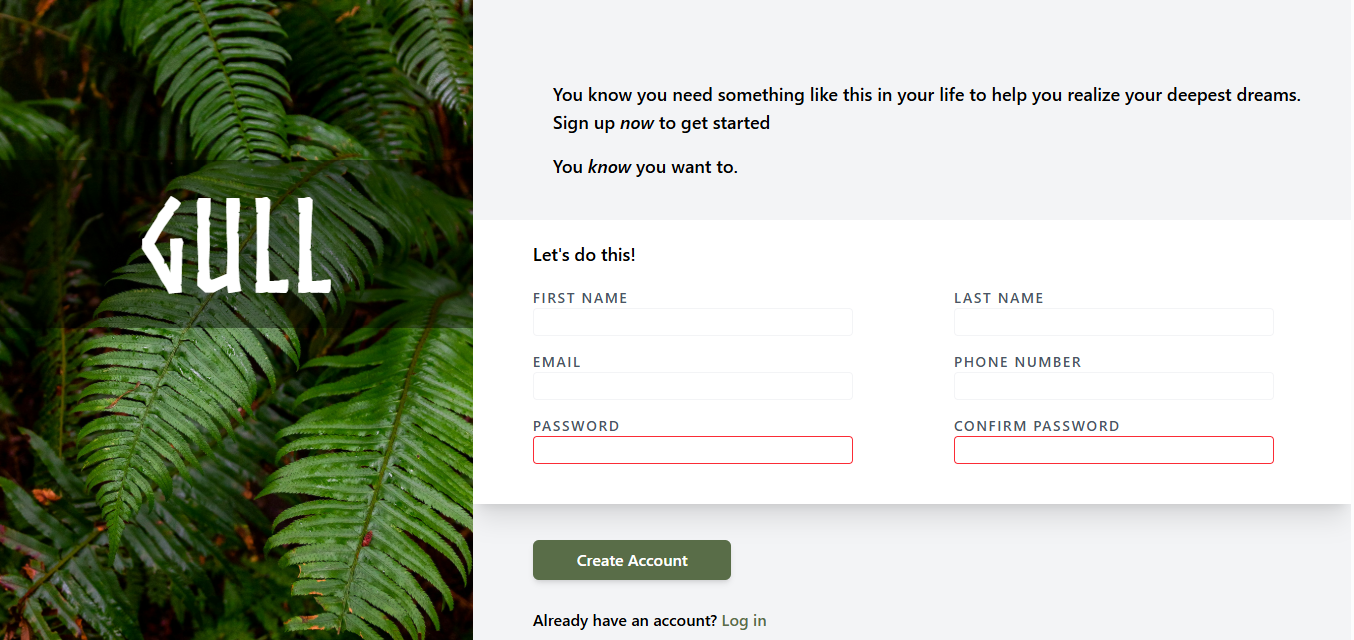 GULL
You know you need something like this in your life to help you realize your deepest dreams.
Sign up now to get started
You know you want to.
Let's do this!
FIRST NAME
LAST NAME
EMAIL
PHONE NUMBER
PASSWORD
CONFIRM PASSWORD
Create Account
Already have an account? Log in